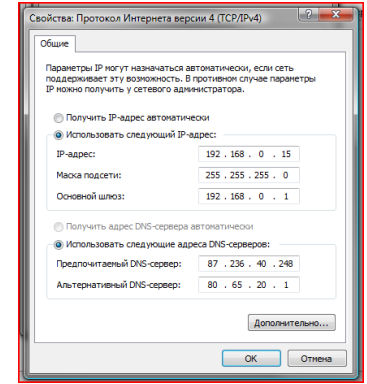 Свойства: Протокол Интернета версии 4 (TCP/IPv4)
Общие
Параметры IP могут назначаться автоматически, если сеть
поддерживает эту возможность. В противном случае параметры
IP можно получить у сетевого администратора.
Получить IP-адрес автоматически
Использовать следующий IP-адрес:
IP-адрес: 192 . 168 . 0 . 15
Маска подсети: 255 . 255 . 255 . 0
Основной шлюз: 192 . 168 . 0 . 1
Получить адрес DNS-сервера автоматически
Использовать следующие адреса DNS-серверов:
Предпочитаемый DNS-сервер: 87 . 236 . 40 . 248
Альтернативный DNS-сервер: 80 . 65 . 20 . 1
Дополнительно...
OK Отмена